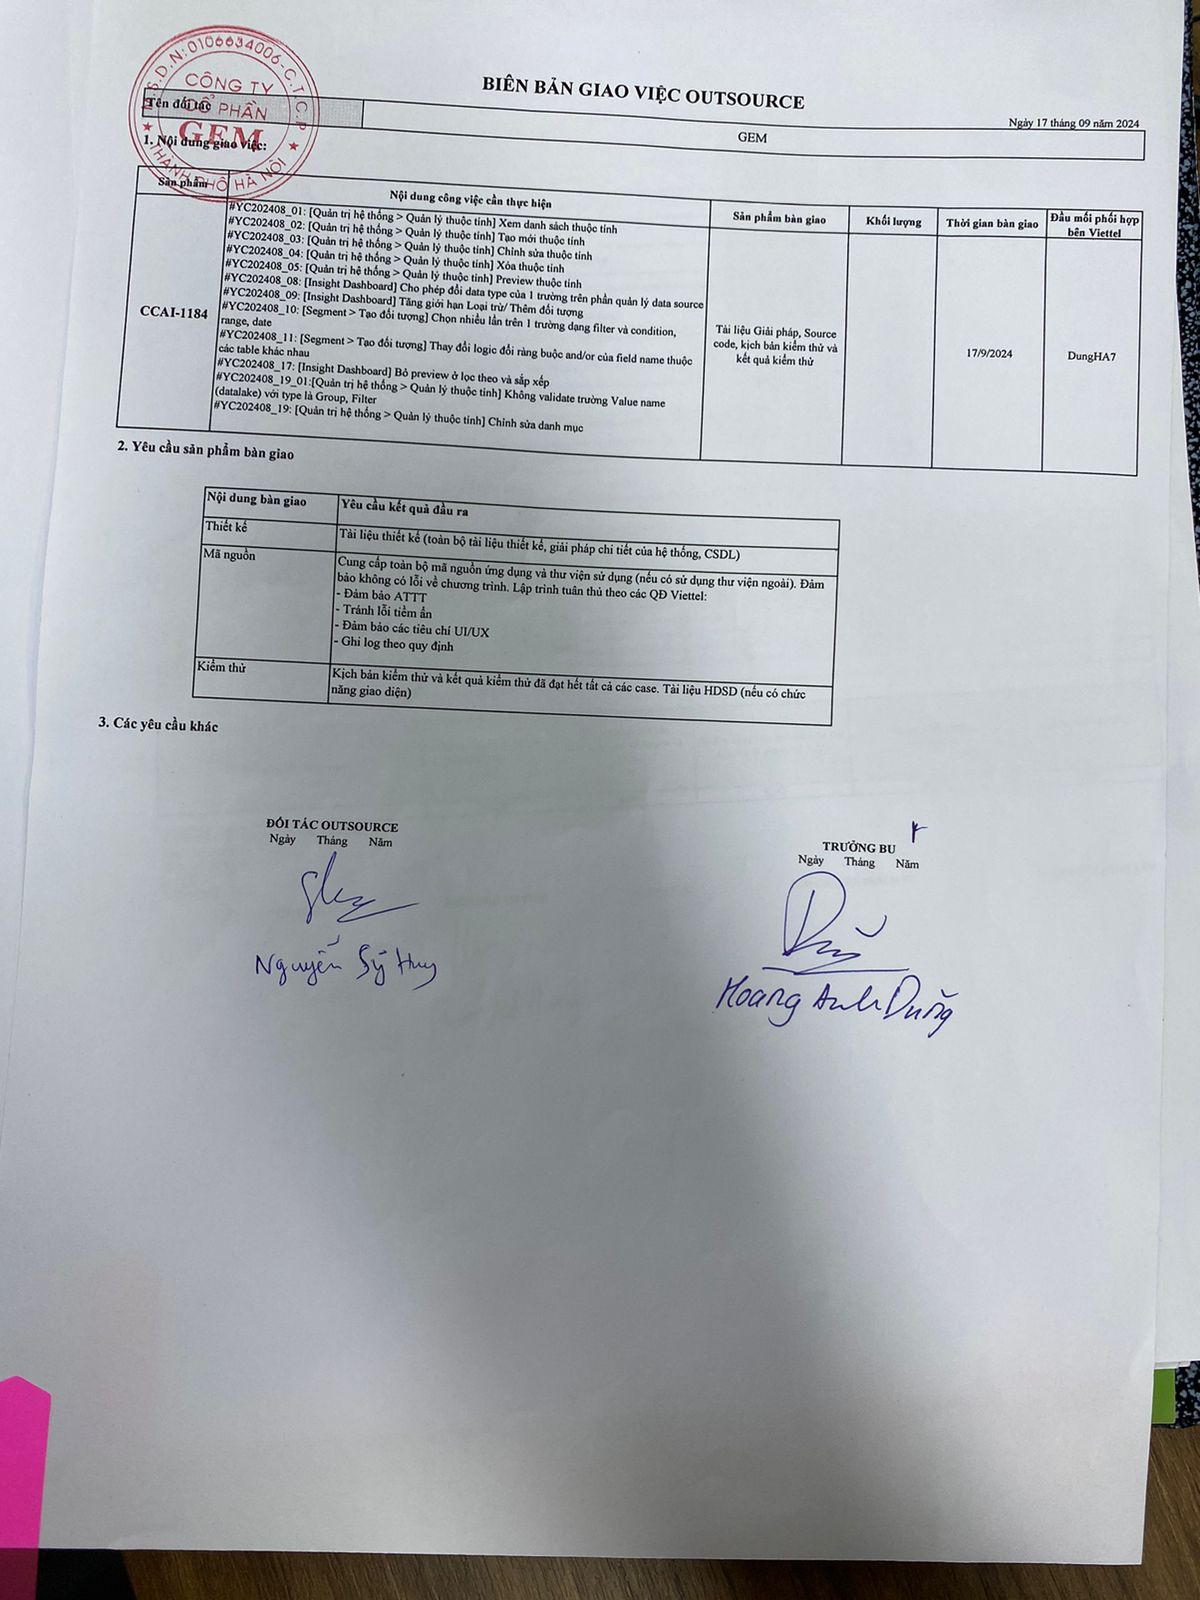 M.S.D.N:0106634006-C.T.C.P
CÔNG TY
CỔ PHẦN
GEM
THÀNH PHỐ HÀ NỘI
BIÊN BẢN GIAO VIỆC OUTSOURCE
Ngày 17 tháng 09 năm 2024
Tên đối tác
GEM
1. Nội dung giao việc:
Sản phẩm
Nội dung công việc cần thực hiện
Sản phẩm bàn giao
Khối lượng
Thời gian bàn giao
Đầu mối phối hợp
bên Viettel
CCAI-1184
#YC202408_01: [Quản trị hệ thống > Quản lý thuộc tính] Xem danh sách thuộc tính
#YC202408_02: [Quản trị hệ thống > Quản lý thuộc tính] Tạo mới thuộc tính
#YC202408_03: [Quản trị hệ thống > Quản lý thuộc tính] Chỉnh sửa thuộc tính
#YC202408_04: [Quản trị hệ thống > Quản lý thuộc tính] Xóa thuộc tính
#YC202408_05: [Quản trị hệ thống > Quản lý thuộc tính] Preview thuộc tính
#YC202408_08: [Insight Dashboard] Cho phép đổi data type của 1 trường trên phần quản lý data source
#YC202408_09: [Insight Dashboard] Tăng giới hạn Loại trừ/ Thêm đối tượng
#YC202408_10: [Segment > Tạo đối tượng] Chọn nhiều lần trên 1 trường dạng filter và condition,
range, date
#YC202408_11: [Segment > Tạo đối tượng] Thay đổi logic đổi ràng buộc and/or của field name thuộc
các table khác nhau
#YC202408_17: [Insight Dashboard] Bỏ preview ở lọc theo và sắp xếp
#YC202408_19_01:[Quản trị hệ thống > Quản lý thuộc tính] Không validate trường Value name
(datalake) với type là Group, Filter
#YC202408_19: [Quản trị hệ thống > Quản lý thuộc tính] Chỉnh sửa danh mục
Tài liệu Giải pháp, Source
code, kịch bản kiểm thử và
kết quả kiểm thử
17/9/2024
DungHA7
2. Yêu cầu sản phẩm bàn giao
Nội dung bàn giao
Yêu cầu kết quả đầu ra
Thiết kế
Tài liệu thiết kế (toàn bộ tài liệu thiết kế, giải pháp chi tiết của hệ thống, CSDL)
Mã nguồn
Cung cấp toàn bộ mã nguồn ứng dụng và thư viện sử dụng (nếu có sử dụng thư viện ngoài). Đảm
bảo không có lỗi về chương trình. Lập trình tuân thủ theo các QĐ Viettel:
- Đảm bảo ATTT
- Tránh lỗi tiềm ẩn
- Đảm bảo các tiêu chí UI/UX
- Ghi log theo quy định
Kiểm thử
Kịch bản kiểm thử và kết quả kiểm thử đã đạt hết tất cả các case. Tài liệu HDSD (nếu có chức
năng giao diện)
3. Các yêu cầu khác
ĐỐI TÁC OUTSOURCE
Ngày Tháng Năm
Nguyễn Sỹ Huy
TRƯỞNG BU
Ngày Tháng Năm
Hoang Anh Dũng